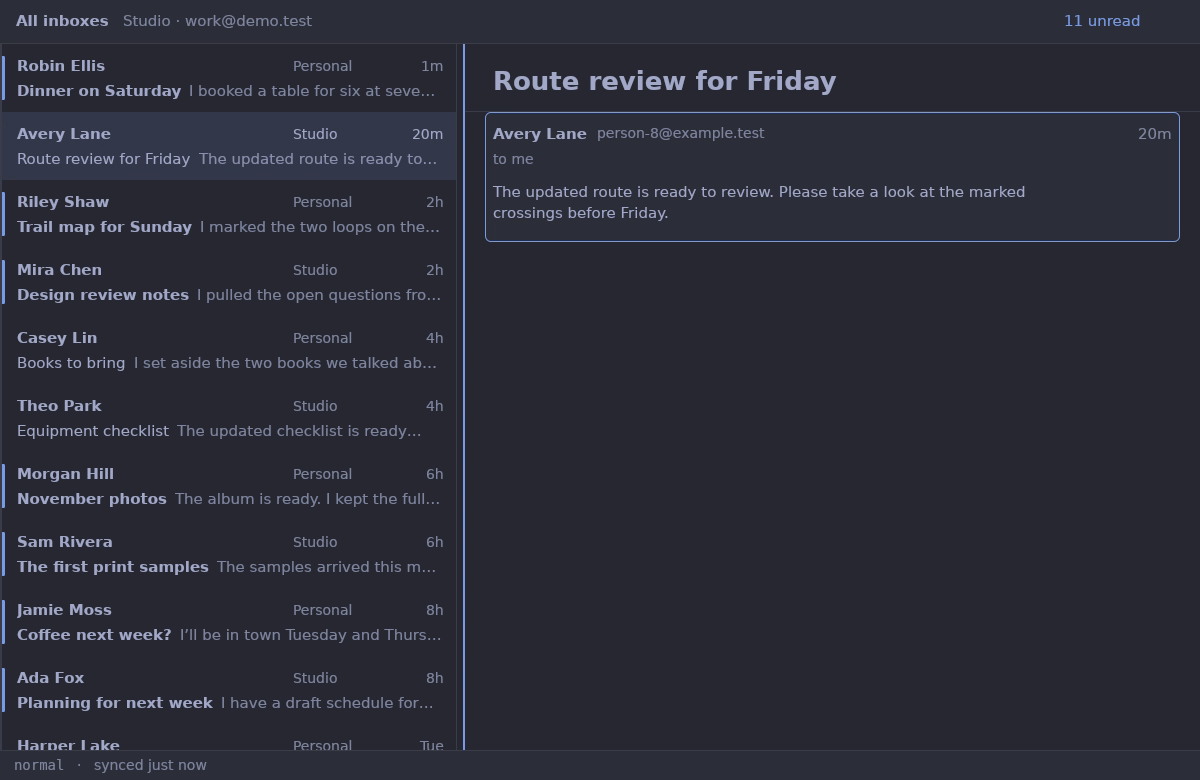 All inboxes Studio · work@demo.test 11 unread
Robin Ellis Personal 1m
Dinner on Saturday I booked a table for six at seve…
Avery Lane Studio 20m
Route review for Friday The updated route is ready to…
Riley Shaw Personal 2h
Trail map for Sunday I marked the two loops on the…
Mira Chen Studio 2h
Design review notes I pulled the open questions fro…
Casey Lin Personal 4h
Books to bring I set aside the two books we talked ab…
Theo Park Studio 4h
Equipment checklist The updated checklist is ready…
Morgan Hill Personal 6h
November photos The album is ready. I kept the full…
Sam Rivera Studio 6h
The first print samples The samples arrived this m…
Jamie Moss Personal 8h
Coffee next week? I’ll be in town Tuesday and Thurs…
Ada Fox Studio 8h
Planning for next week I have a draft schedule for…
Harper Lake Personal Tue
Route review for Friday
Avery Lane person-8@example.test 20m
to me
The updated route is ready to review. Please take a look at the marked
crossings before Friday.
normal · synced just now